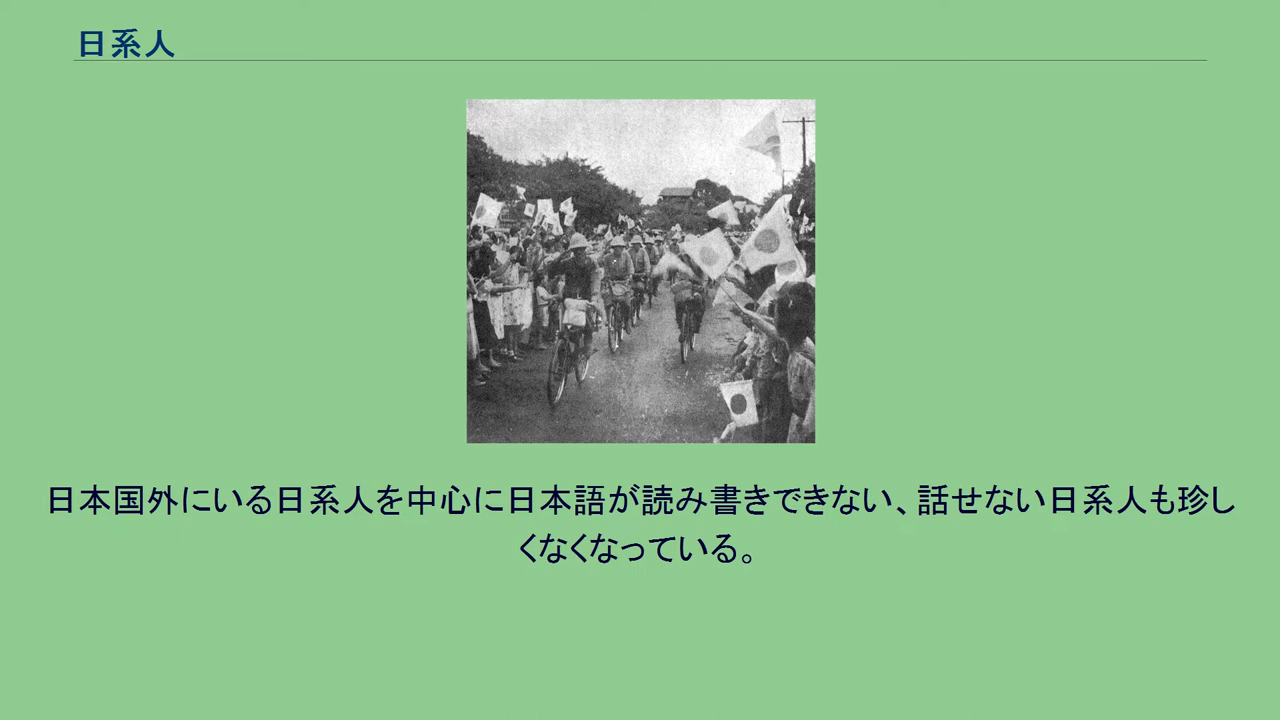 日系人
日本国外にいる日系人を中心に日本語が読み書きできない、話せない日系人も珍し
くなくなっている。